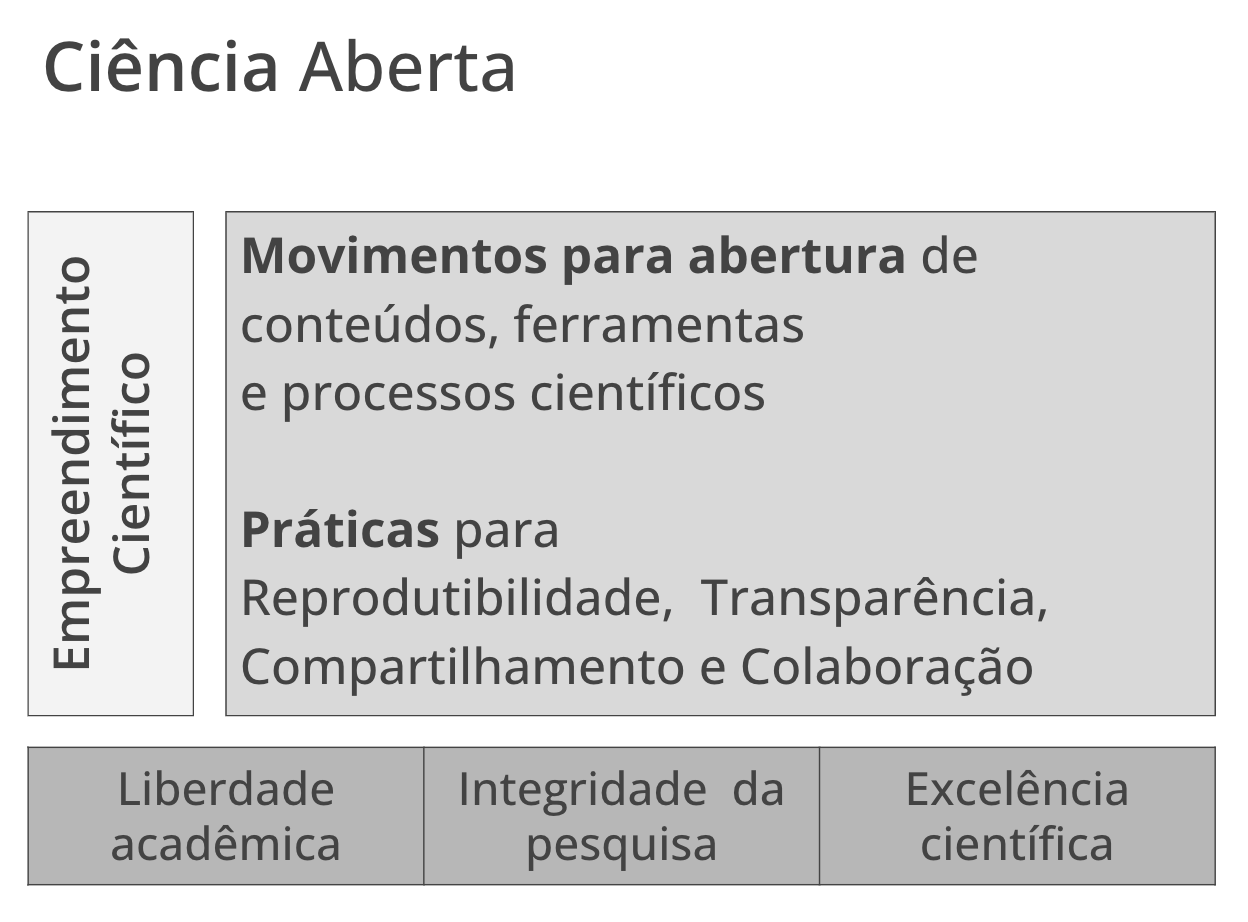 Ciência Aberta
Empreendimento
Científico
Movimentos para abertura de
conteúdos, ferramentas
e processos científicos
Práticas para
Reprodutibilidade, Transparência,
Compartilhamento e Colaboração
Liberdade
acadêmica
Integridade da
pesquisa
Excelência
científica